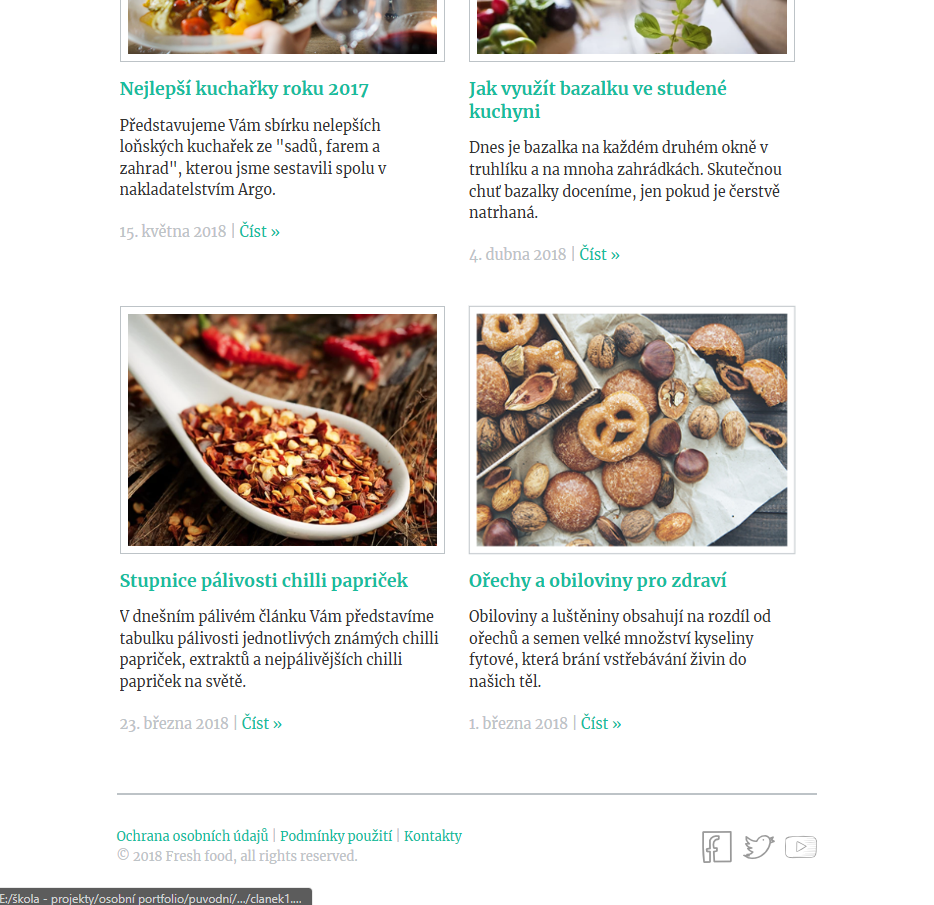 Nejlepší kuchařky roku 2017
Představujeme Vám sbírku nelepších
loňských kuchařek ze "sadů, farem a
zahrad", kterou jsme sestavili spolu v
nakladatelstvím Argo.
15. května 2018 | Číst »
Jak využít bazalku ve studené
kuchyni
Dnes je bazalka na každém druhém okně v
truhlíku a na mnoha zahrádkách. Skutečnou
chuť bazalky doceníme, jen pokud je čerstvě
natrhaná.
4. dubna 2018 | Číst »
Stupnice pálivosti chilli papriček
V dnešním pálivém článku Vám představíme
tabulku pálivosti jednotlivých známých chilli
papriček, extraktů a nejpálivějších chilli
papriček na světě.
23. března 2018 | Číst »
Ořechy a obiloviny pro zdraví
Obiloviny a luštěniny obsahují na rozdíl od
ořechů a semen velké množství kyseliny
fytové, která brání vstřebávání živin do
našich těl.
1. března 2018 | Číst »
Ochrana osobních údajů | Podmínky použití | Kontakty
© 2018 Fresh food, all rights reserved.
E:/škola - projekty/osobní portfolio/puvodní/.../clanek1....